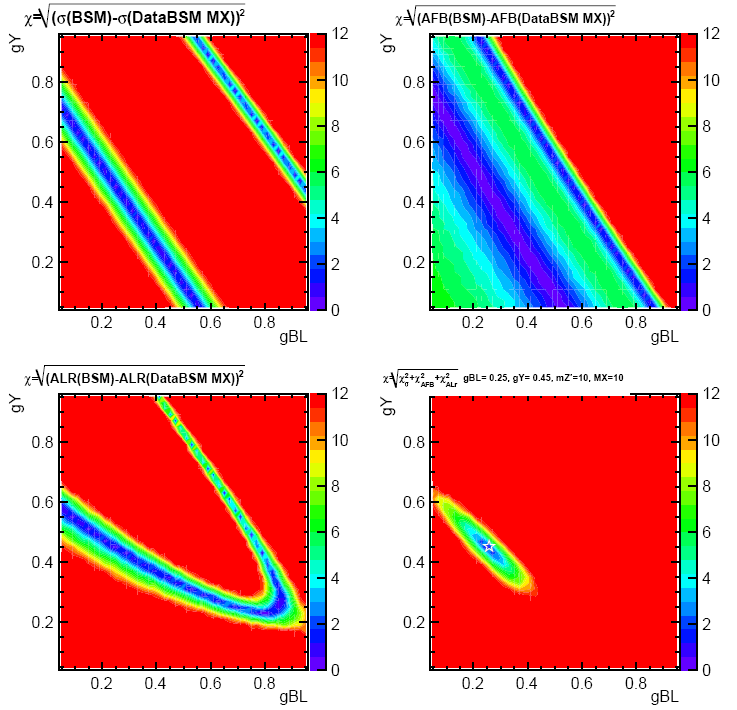 χ=√(σ(BSM)-σ(DataBSM MX))²
gY
0.8
0.6
0.4
0.2
0.2 0.4 0.6 0.8
gBL
12
10
8
6
4
2
0
χ=√(AFB(BSM)-AFB(DataBSM MX))²
gY
0.8
0.6
0.4
0.2
0.2 0.4 0.6 0.8
gBL
12
10
8
6
4
2
0
χ=√(ALR(BSM)-ALR(DataBSM MX))²
gY
0.8
0.6
0.4
0.2
0.2 0.4 0.6 0.8
gBL
12
10
8
6
4
2
0
χ=√χ²σ+χ²AFB+χ²ALr gBL= 0.25, gY= 0.45, mZ'=10, MX=10
gY
0.8
0.6
0.4
0.2
0.2 0.4 0.6 0.8
gBL
12
10
8
6
4
2
0